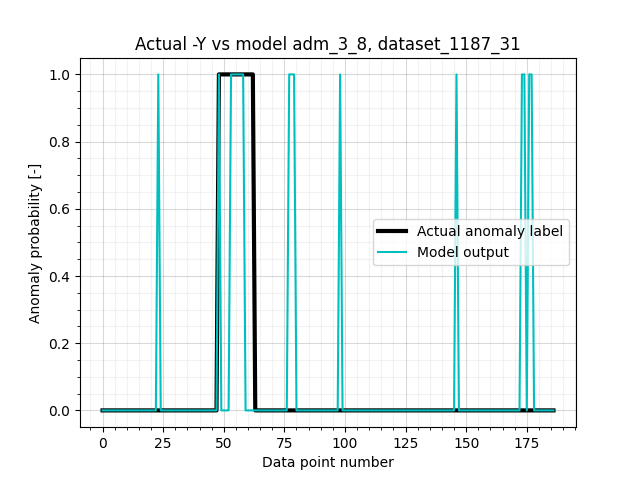 Actual -Y vs model adm_3_8, dataset_1187_31
Anomaly probability [-]
1.0
0.8
0.6
0.4
0.2
0.0
Actual anomaly label
Model output
0 25 50 75 100 125 150 175
Data point number